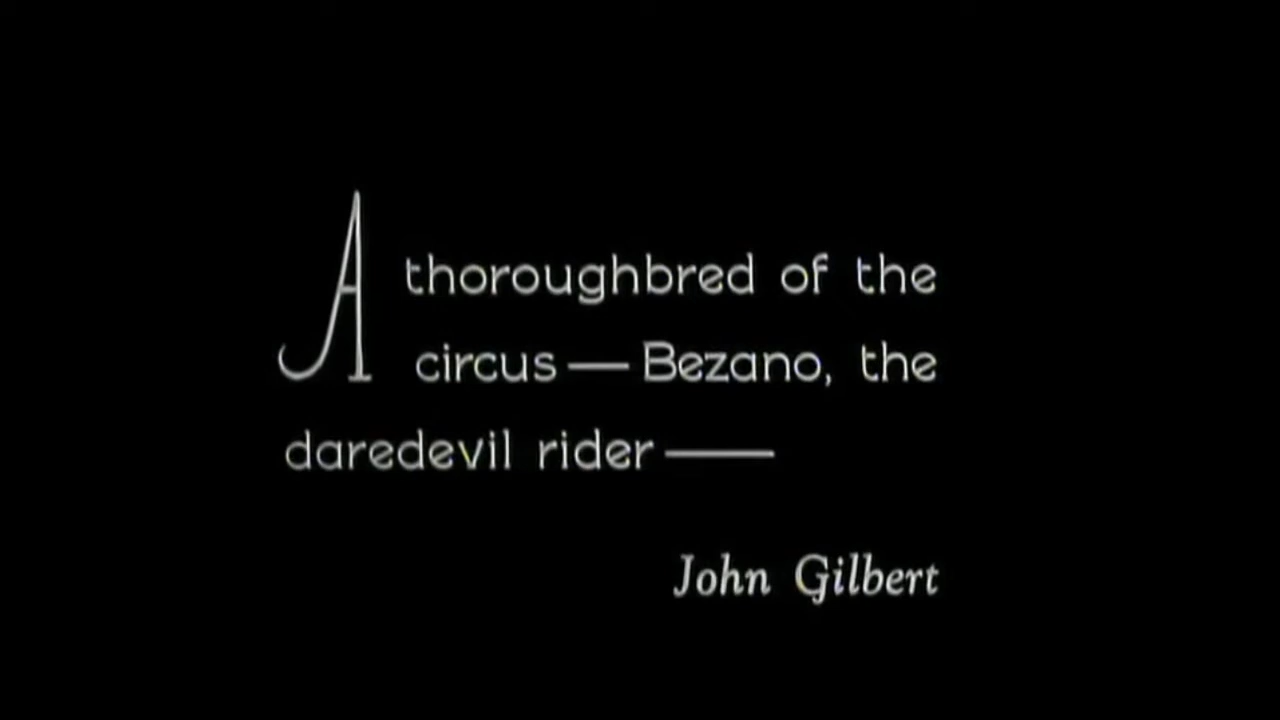 A thoroughbred of the
circus — Bezano, the
daredevil rider ——
John Gilbert